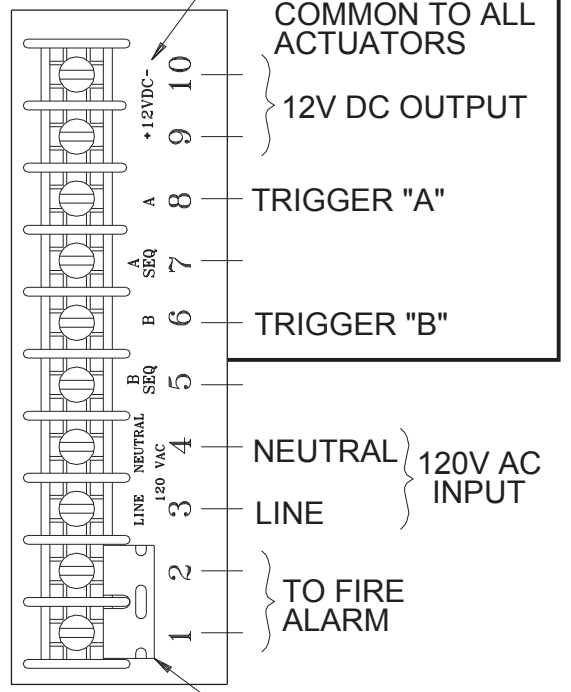 COMMON TO ALL
ACTUATORS
+12VDC-
10
12V DC OUTPUT
9
A
8
TRIGGER "A"
A
SEQ
7
B
6
TRIGGER "B"
B
SEQ
5
NEUTRAL
4
NEUTRAL
120 VAC
120V AC
INPUT
LINE
3
LINE
2
TO FIRE
ALARM
1